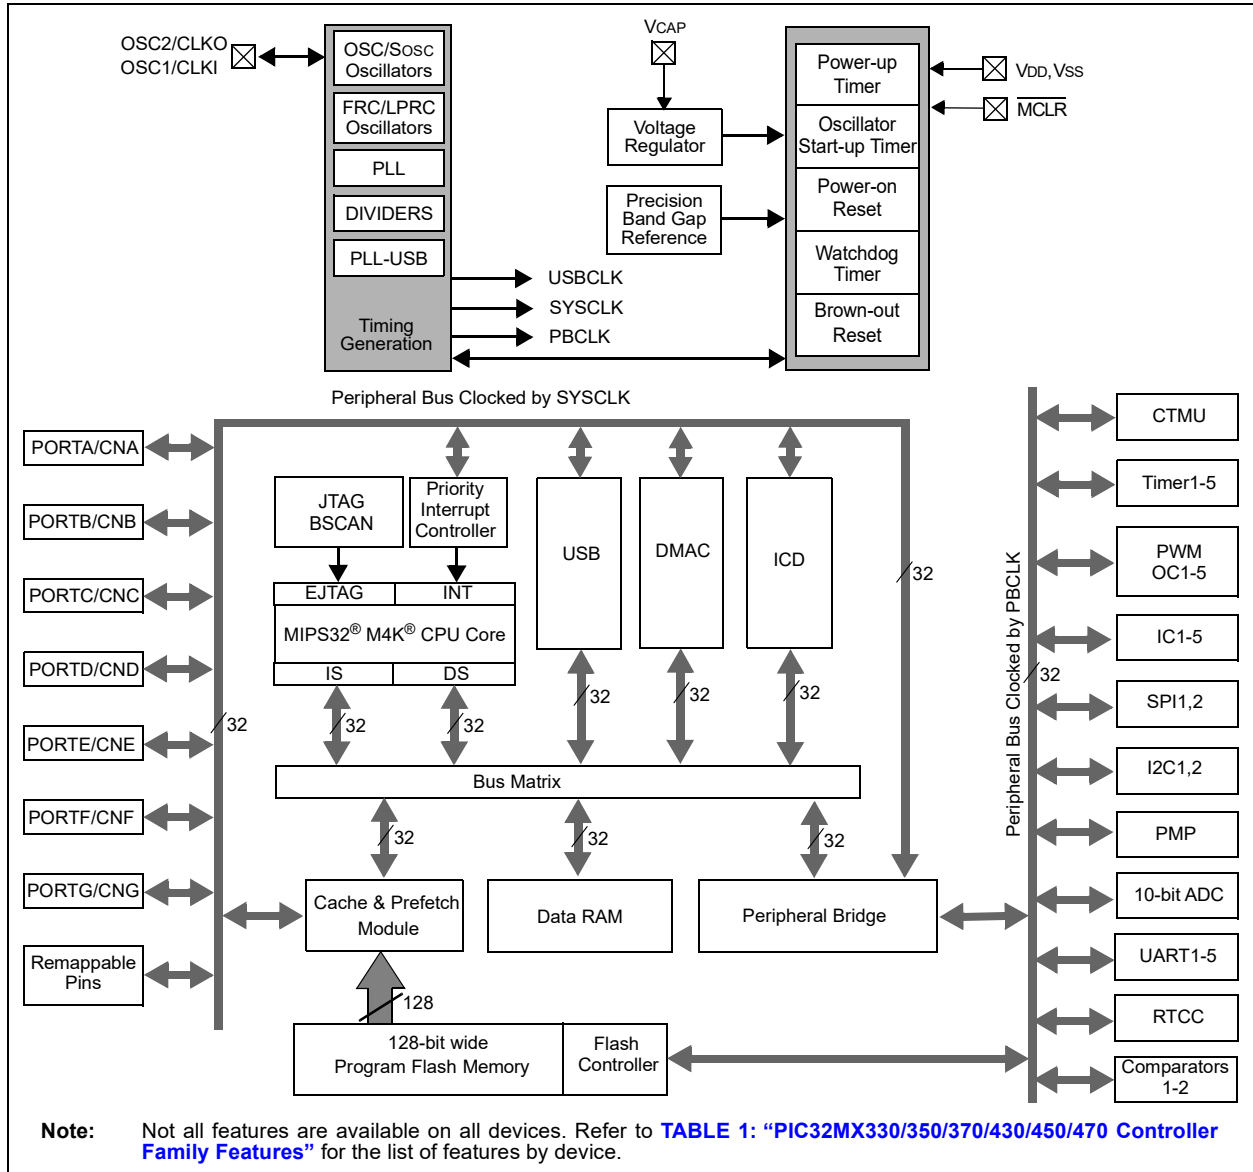 OSC2/CLKO
OSC1/CLKI
OSC/SOSC
Oscillators
FRC/LPRC
Oscillators
PLL
DIVIDERS
PLL-USB
Timing
Generation
USBCLK
SYSCLK
PBCLK
VCAP
Voltage
Regulator
Precision
Band Gap
Reference
Power-up
Timer
Oscillator
Start-up Timer
Power-on
Reset
Watchdog
Timer
Brown-out
Reset
VDD, VSS
MCLR
Peripheral Bus Clocked by SYSCLK
PORTA/CNA
PORTB/CNB
PORTC/CNC
PORTD/CND
PORTE/CNE
PORTF/CNF
PORTG/CNG
Remappable
Pins
32
JTAG
BSCAN
Priority
Interrupt
Controller
USB
DMAC
ICD
32
EJTAG
INT
MIPS32® M4K® CPU Core
IS
DS
32
32
32
32
32
Bus Matrix
32
32
32
Cache & Prefetch
Module
Data RAM
Peripheral Bridge
128
128-bit wide
Program Flash Memory
Flash
Controller
Peripheral Bus Clocked by PBCLK
32
CTMU
Timer1-5
PWM
OC1-5
IC1-5
SPI1,2
I2C1,2
PMP
10-bit ADC
UART1-5
RTCC
Comparators
1-2
Note: Not all features are available on all devices. Refer to TABLE 1: “PIC32MX330/350/370/430/450/470 Controller
Family Features” for the list of features by device.